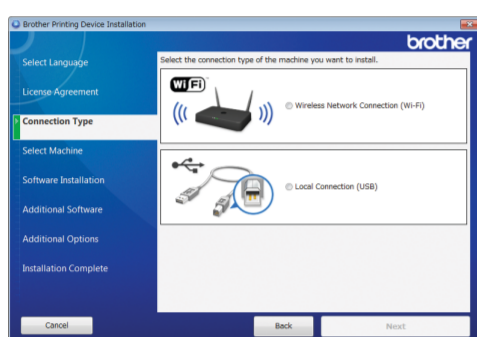 Brother Printing Device Installation
brother
Select Language
License Agreement
Connection Type
Select Machine
Software Installation
Additional Software
Additional Options
Installation Complete
Select the connection type of the machine you want to install.
WiFi
Wireless Network Connection (Wi-Fi)
Local Connection (USB)
Cancel
Back
Next